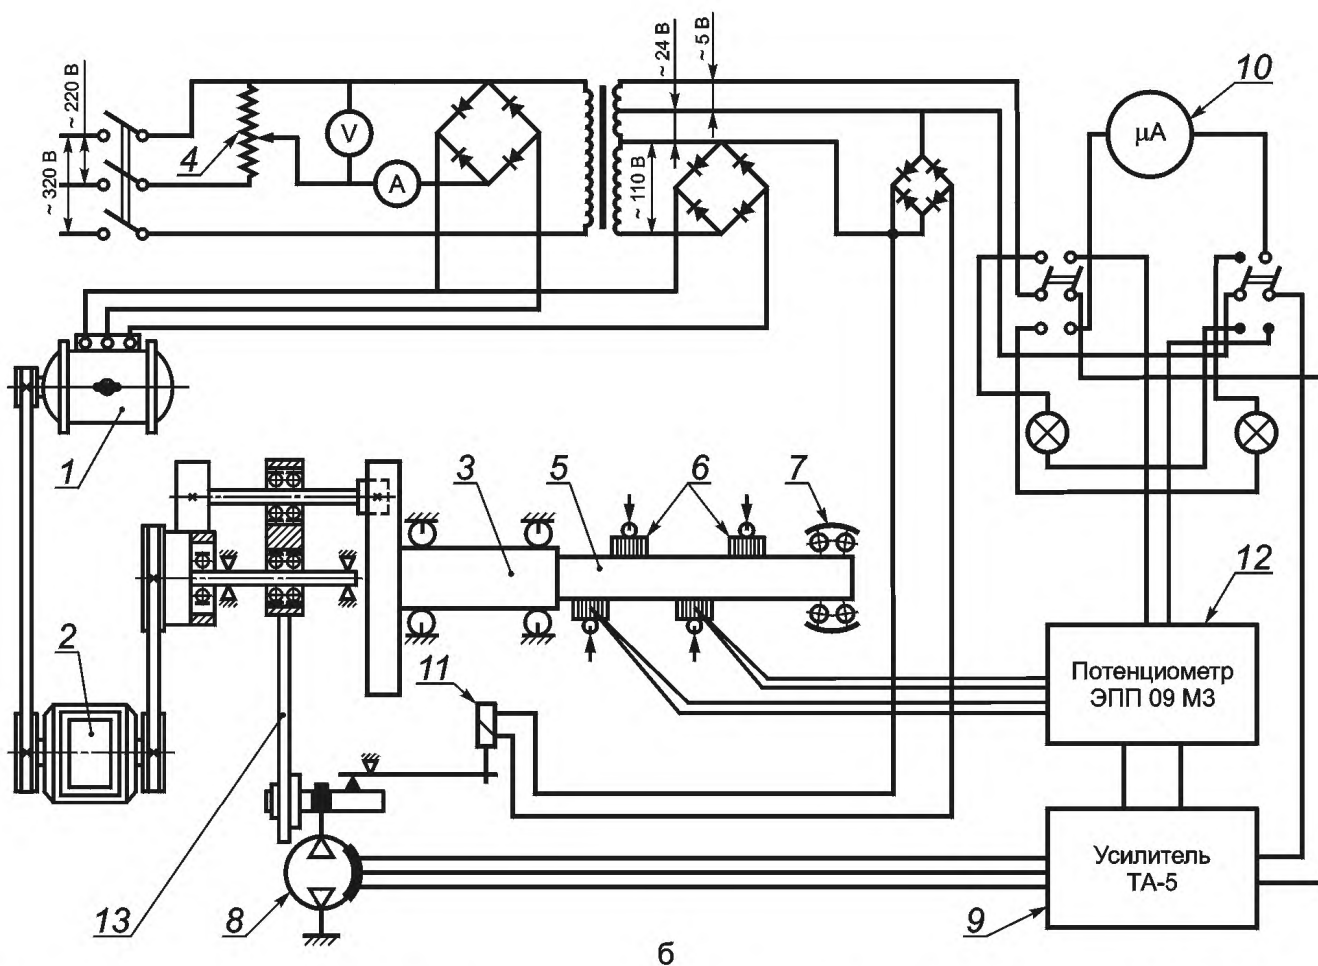 ~ 220 В
~ 320 В
4
V
A
~ 24 В
~ 5 В
~ 110 В
10
μA
1
3
5
6
7
2
11
12
Потенциометр
ЭПП 09 М3
13
8
Усилитель
ТА-5
9
б